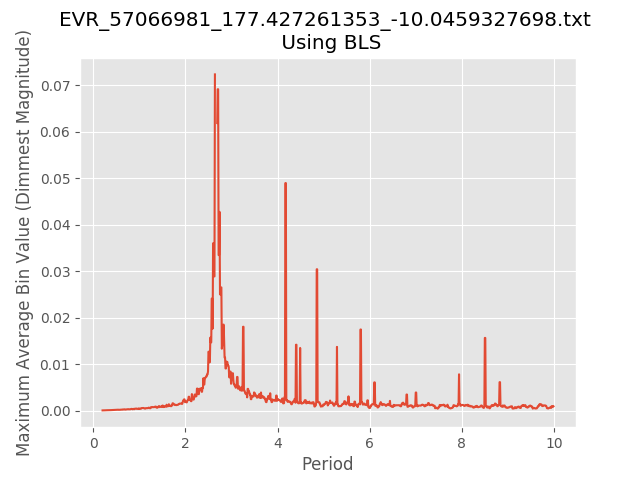 EVR_57066981_177.427261353_-10.0459327698.txt
Using BLS
Maximum Average Bin Value (Dimmest Magnitude)
0.07
0.06
0.05
0.04
0.03
0.02
0.01
0.00
0 2 4 6 8 10
Period